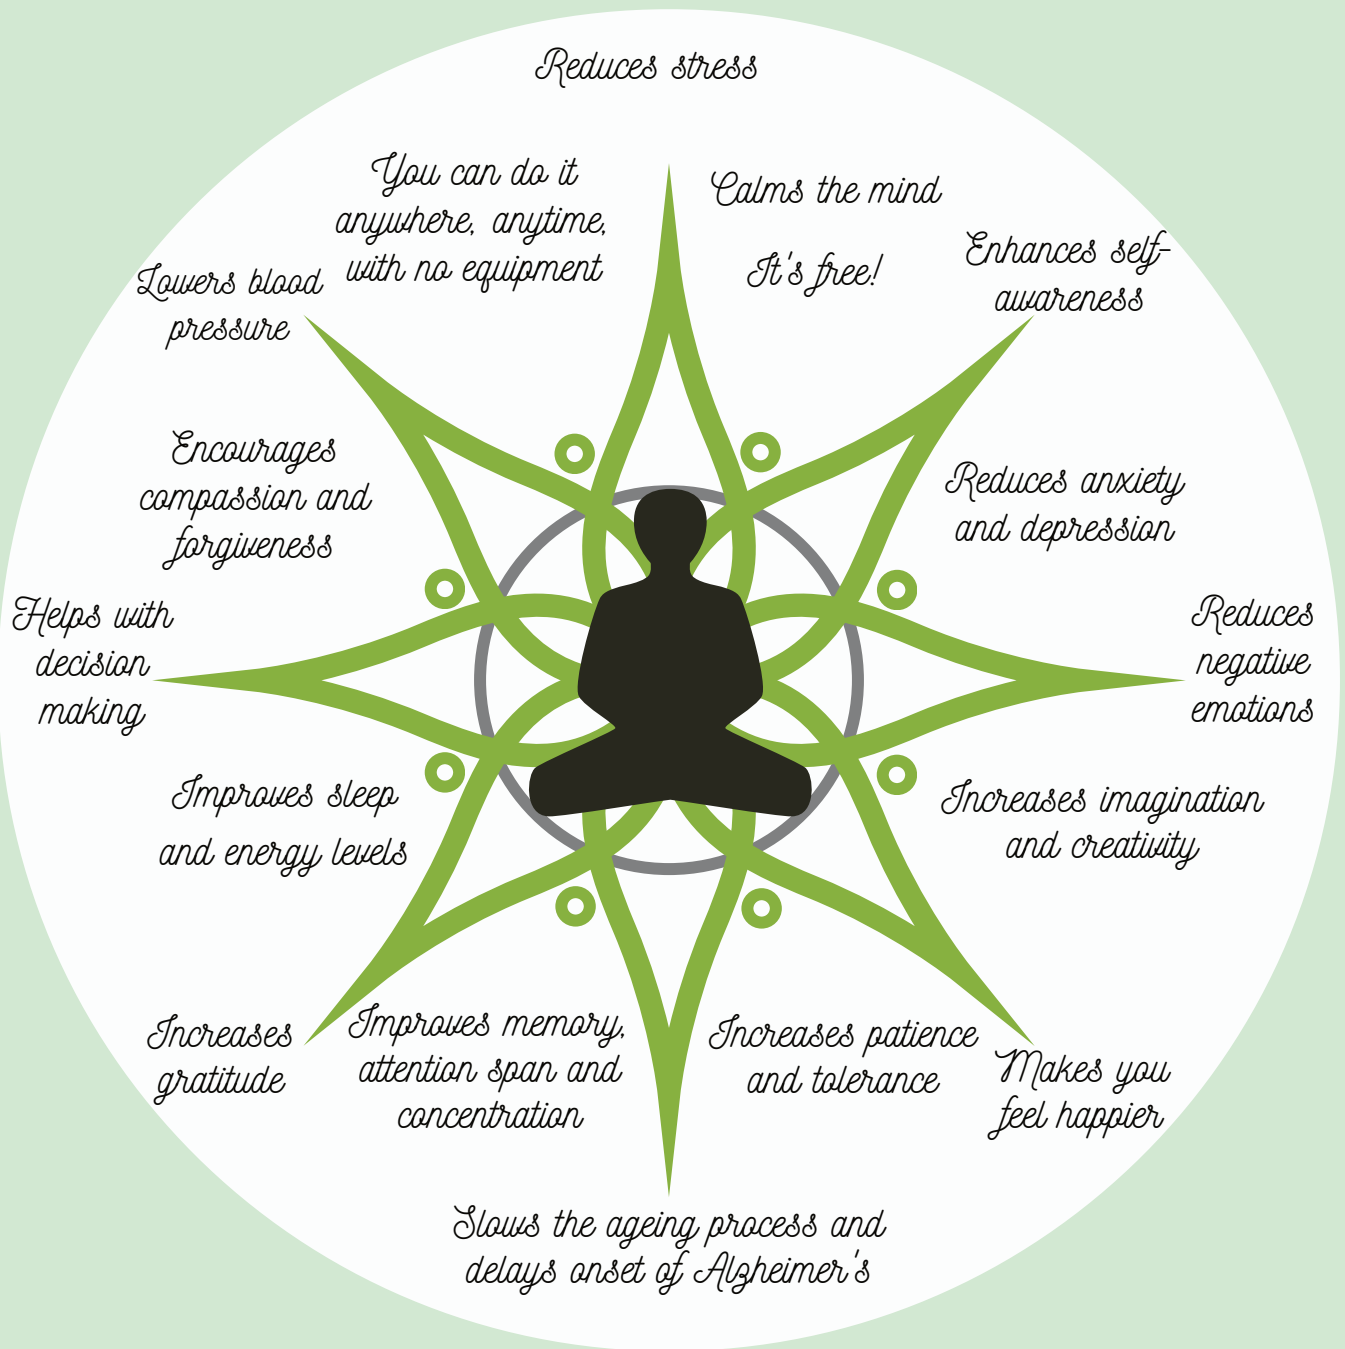 Reduces stress
You can do it
anywhere, anytime,
with no equipment
Calms the mind
It's free!
Enhances self-
awareness
Lowers blood
pressure
Encourages
compassion and
forgiveness
Reduces anxiety
and depression
Helps with
decision
making
Reduces
negative
emotions
Improves sleep
and energy levels
Increases imagination
and creativity
Increases
gratitude
Improves memory,
attention span and
concentration
Increases patience
and tolerance
Makes you
feel happier
Slows the ageing process and
delays onset of Alzheimer's